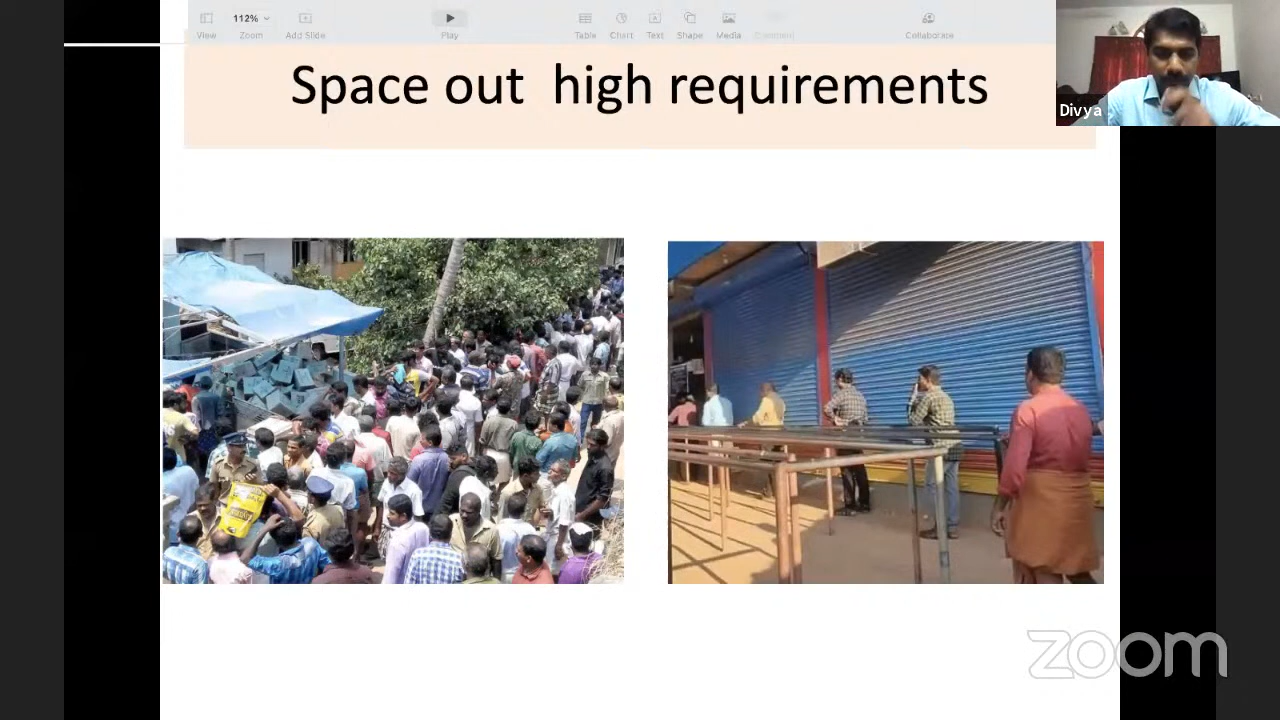 112%
View
Zoom
Add Slide
Play
Table
Chart
Text
Shape
Media
Comment
Collaborate
Space out  high requirements
Divya
zoom